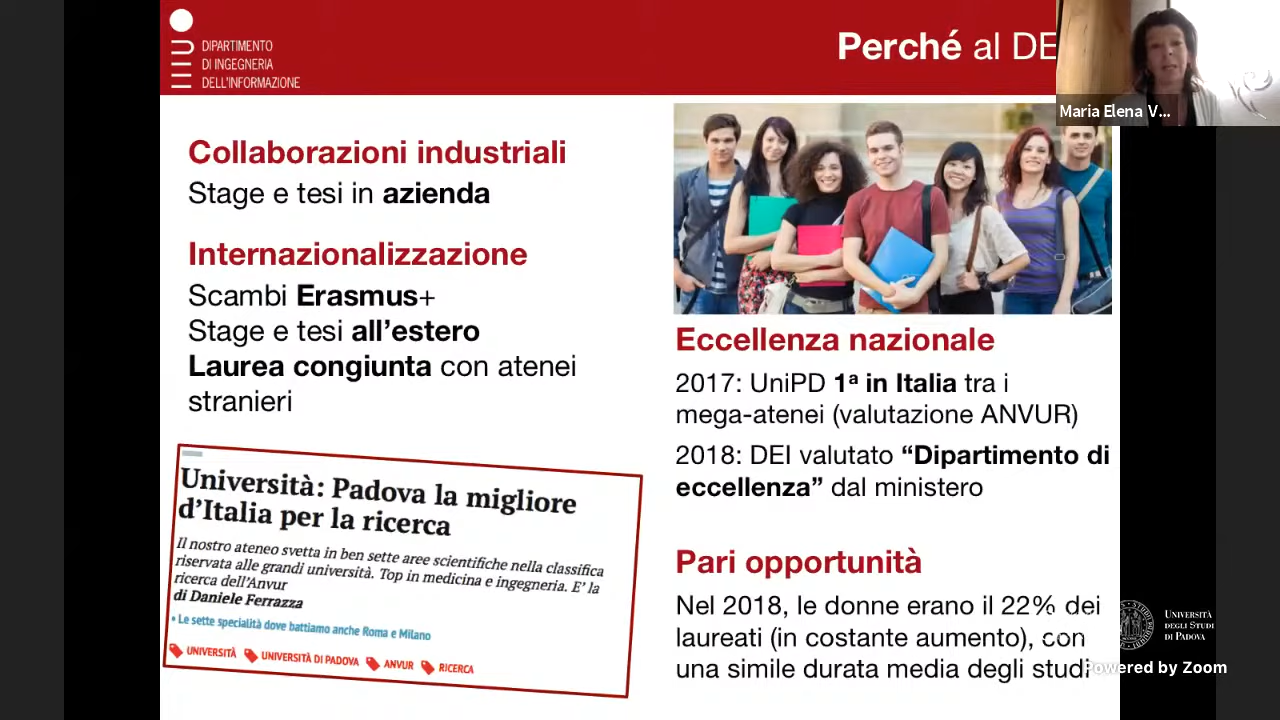 DIPARTIMENTO
DI INGEGNERIA
DELL'INFORMAZIONE
Perché al DE
Maria Elena V...
Collaborazioni industriali
Stage e tesi in azienda
Internazionalizzazione
Scambi Erasmus+
Stage e tesi all'estero
Laurea congiunta con atenei
stranieri
Università: Padova la migliore
d'Italia per la ricerca
Il nostro ateneo svetta in ben sette aree scientifiche nella classifica
riservata alle grandi università. Top in medicina e ingegneria. E' la
ricerca dell'Anvur
di Daniele Ferrazza
• Le sette specialità dove battiamo anche Roma e Milano
UNIVERSITÀ UNIVERSITÀ DI PADOVA ANVUR RICERCA
Eccellenza nazionale
2017: UniPD 1ª in Italia tra i
mega-atenei (valutazione ANVUR)
2018: DEI valutato “Dipartimento di
eccellenza” dal ministero
Pari opportunità
Nel 2018, le donne erano il 22% dei
laureati (in costante aumento), con
una simile durata media degli studi
UNIVERSITÀ
DEGLI STUDI
DI PADOVA
Powered by Zoom